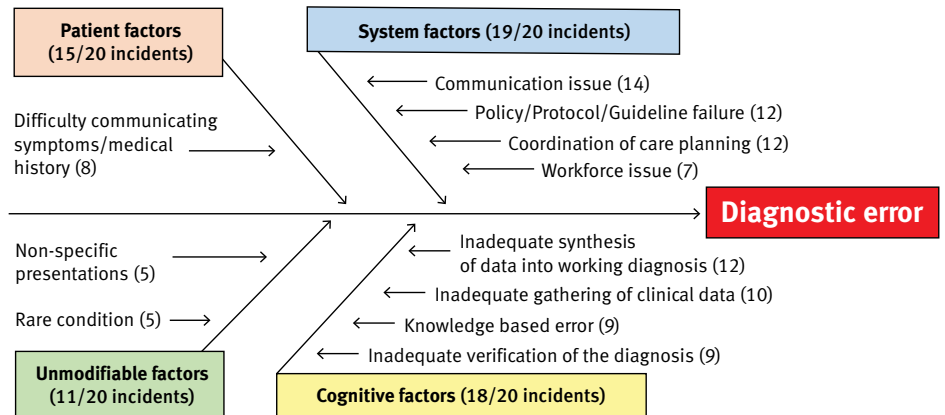 Patient factors
(15/20 incidents)
System factors (19/20 incidents)
Communication issue (14)
Policy/Protocol/Guideline failure (12)
Coordination of care planning (12)
Workforce issue (7)
Difficulty communicating
symptoms/medical
history (8)
Diagnostic error
Non-specific
presentations (5)
Rare condition (5)
Inadequate synthesis
of data into working diagnosis (12)
Inadequate gathering of clinical data (10)
Knowledge based error (9)
Inadequate verification of the diagnosis (9)
Unmodifiable factors
(11/20 incidents)
Cognitive factors (18/20 incidents)